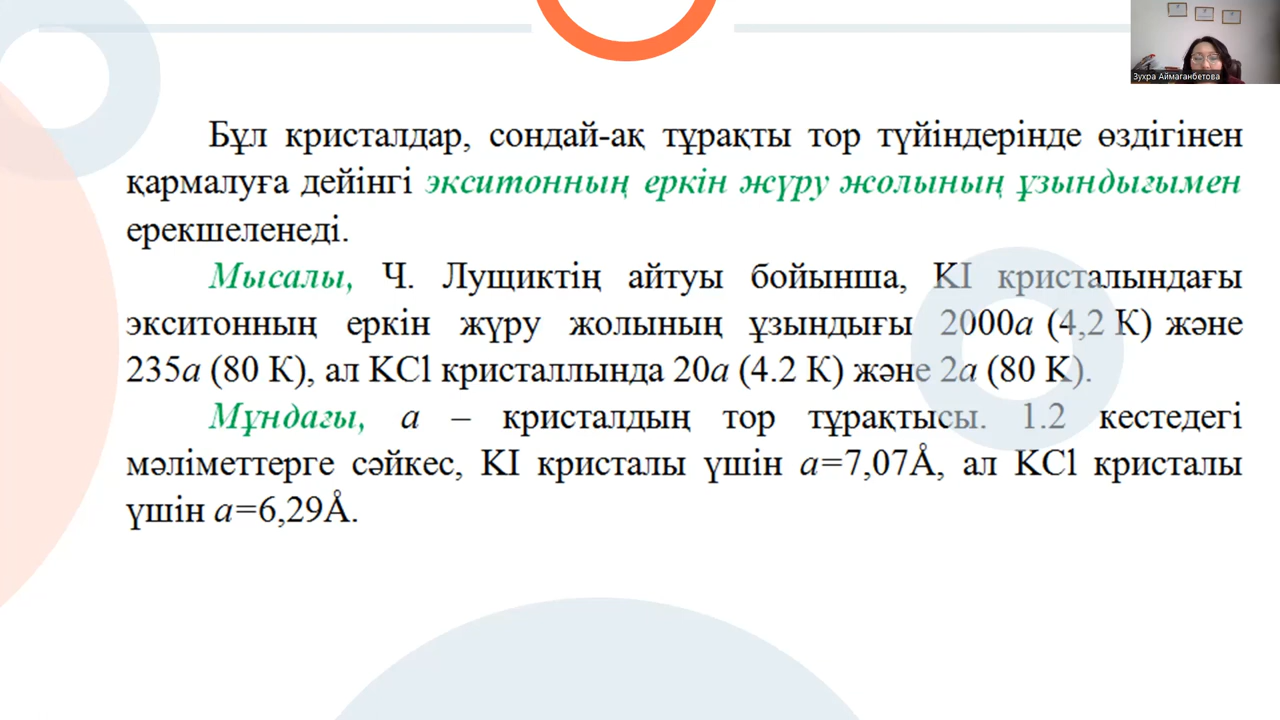 Зухра Аймаганбетова
Бұл кристалдар, сондай-ақ тұрақты тор түйіндерінде өздігінен
қармалуға дейінгі экситонның еркін жүру жолының ұзындығымен
ерекшеленеді.
Мысалы, Ч. Лущиктің айтуы бойынша, KI кристалындағы
экситонның еркін жүру жолының ұзындығы 2000a (4,2 К) және
235a (80 К), ал KCl кристаллында 20a (4.2 К) және 2a (80 К).
Мұндағы, a – кристалдың тор тұрақтысы. 1.2 кестедегі
мәліметтерге сәйкес, KI кристалы үшін a=7,07Å, ал KCl кристалы
үшін a=6,29Å.